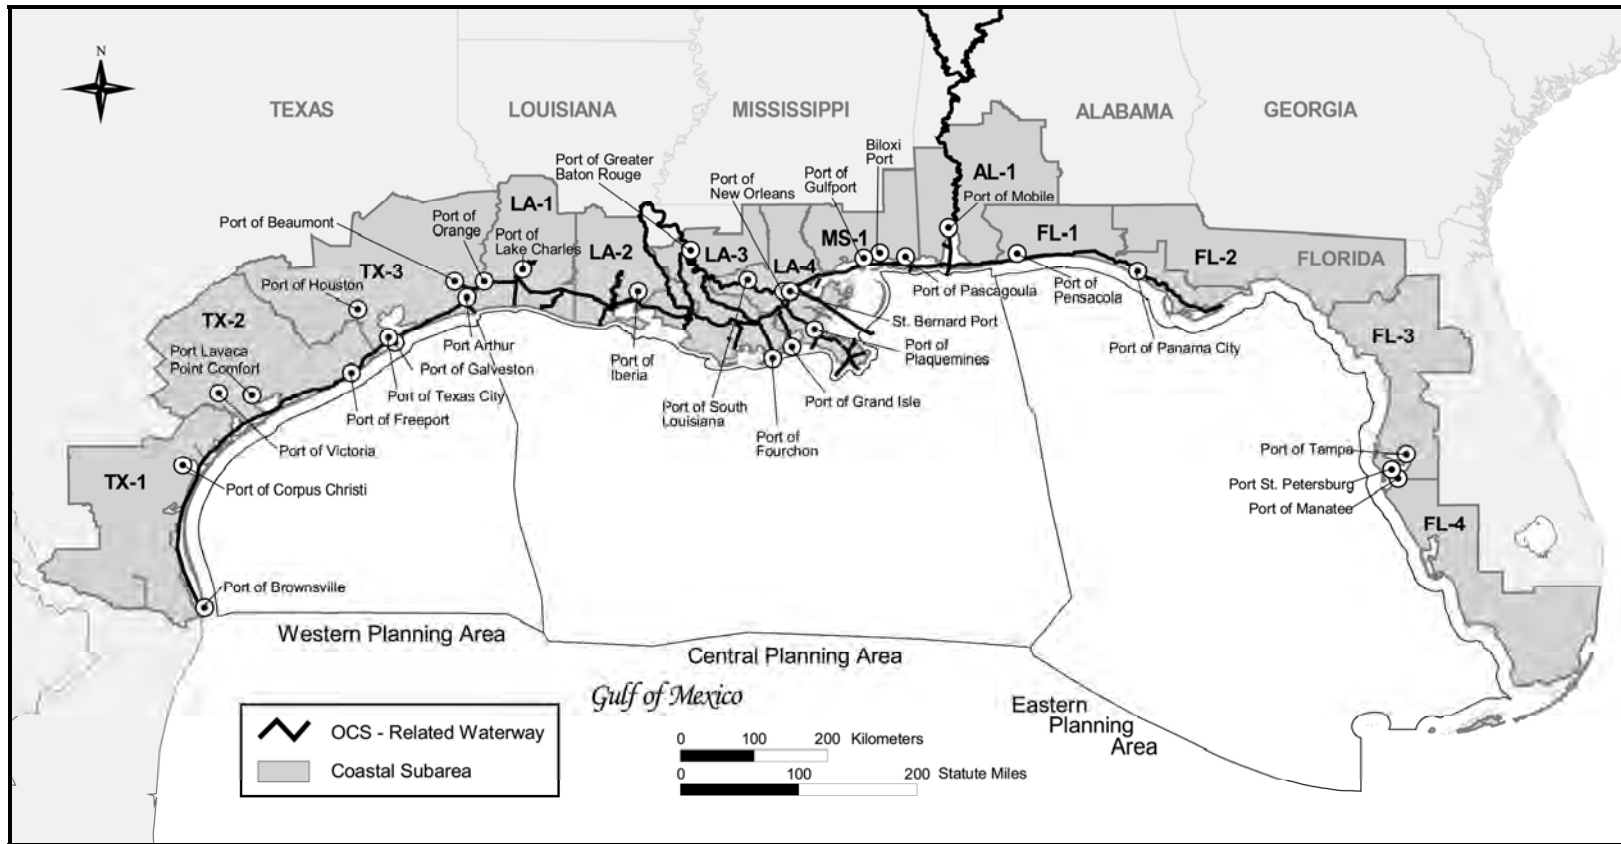 N
TEXAS
LOUISIANA
MISSISSIPPI
ALABAMA
GEORGIA
Biloxi
Port
Port of Greater
Baton Rouge
Port of
New Orleans
Port of
Gulfport
AL-1
Port of Mobile
Port of Beaumont
Port of
Orange
LA-1
Port of
Lake Charles
LA-2
LA-3
LA-4
MS-1
FL-1
FL-2
FLORIDA
TX-3
Port of Houston
TX-2
Port Lavaca
Point Comfort
Port Arthur
Port of Galveston
Port of Texas City
Port of Freeport
Port of Victoria
TX-1
Port of Corpus Christi
Port of Brownsville
Port of
Iberia
Port of South
Louisiana
Port of
Fourchon
Port of Grand Isle
Port of
Plaquemines
St. Bernard Port
Port of Pascagoula
Port of
Pensacola
Port of Panama City
FL-3
Port of Tampa
Port St. Petersburg
Port of Manatee
FL-4
Western Planning Area
Central Planning Area
Eastern
Planning
Area
Gulf of Mexico
OCS - Related Waterway
Coastal Subarea
0 100 200 Kilometers
0 100 200 Statute Miles